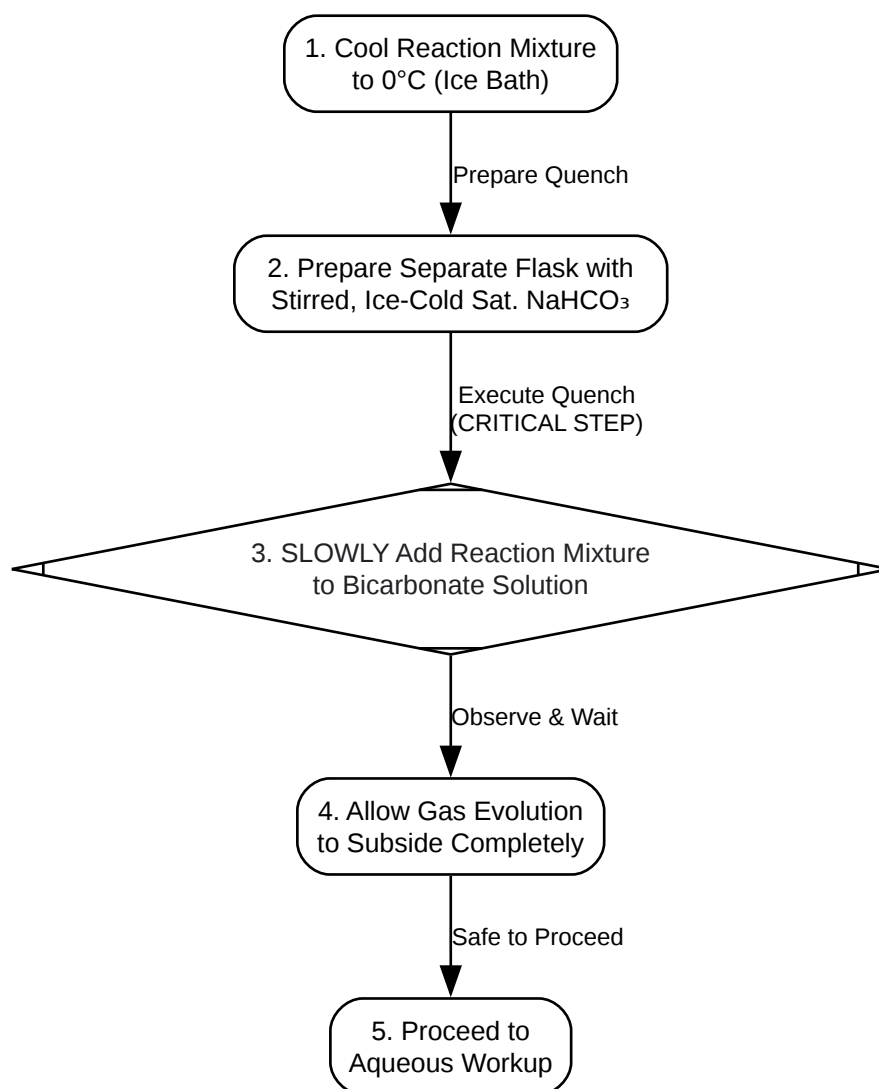 1. Cool Reaction Mixture
to 0°C (Ice Bath)
Prepare Quench
2. Prepare Separate Flask with
Stirred, Ice-Cold Sat. NaHCO₃
Execute Quench
(CRITICAL STEP)
3. SLOWLY Add Reaction Mixture
to Bicarbonate Solution
Observe & Wait
4. Allow Gas Evolution
to Subside Completely
Safe to Proceed
5. Proceed to
Aqueous Workup